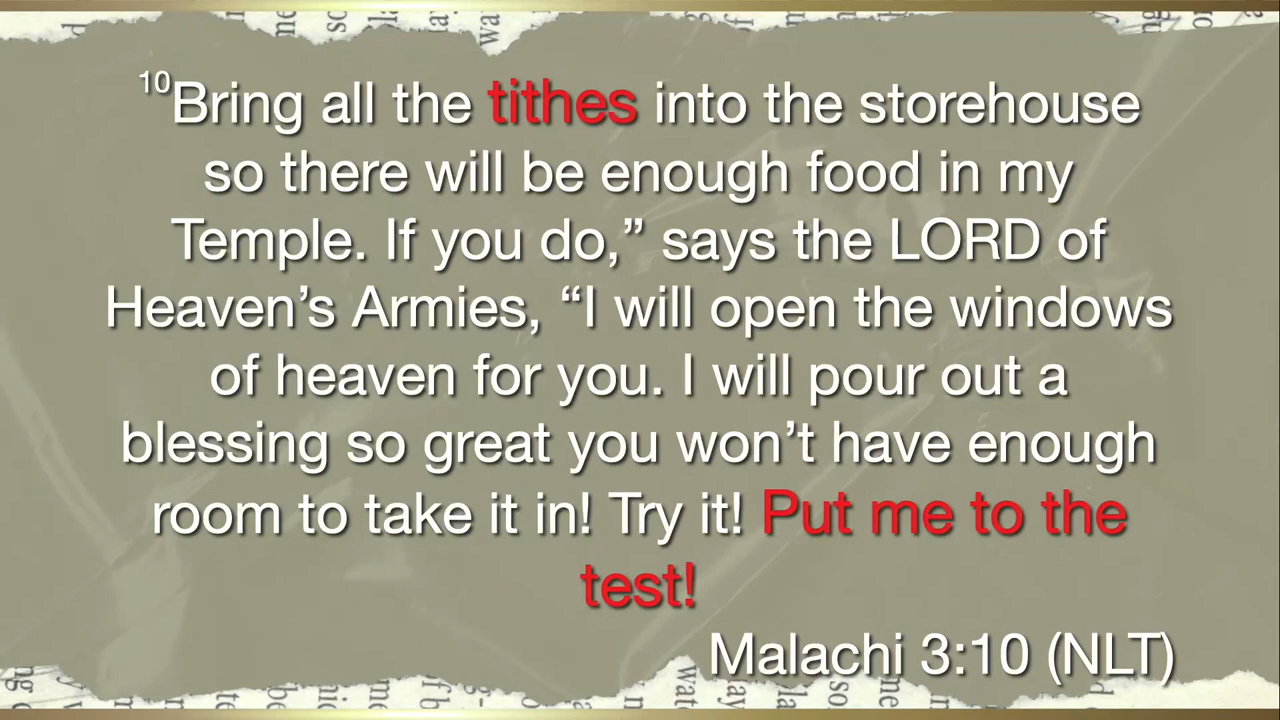 10Bring all the tithes into the storehouse
so there will be enough food in my
Temple. If you do,” says the LORD of
Heaven’s Armies, “I will open the windows
of heaven for you. I will pour out a
blessing so great you won’t have enough
room to take it in! Try it! Put me to the
test!
Malachi 3:10 (NLT)